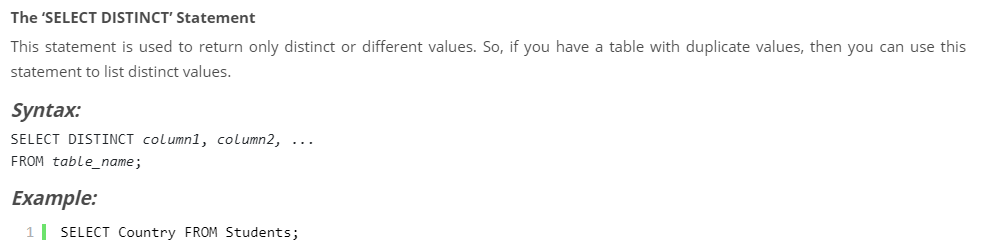 The ‘SELECT DISTINCT’ Statement
This statement is used to return only distinct or different values. So, if you have a table with duplicate values, then you can use this
statement to list distinct values.
Syntax:
SELECT DISTINCT column1, column2, ...
FROM table_name;
Example:
1 SELECT Country FROM Students;